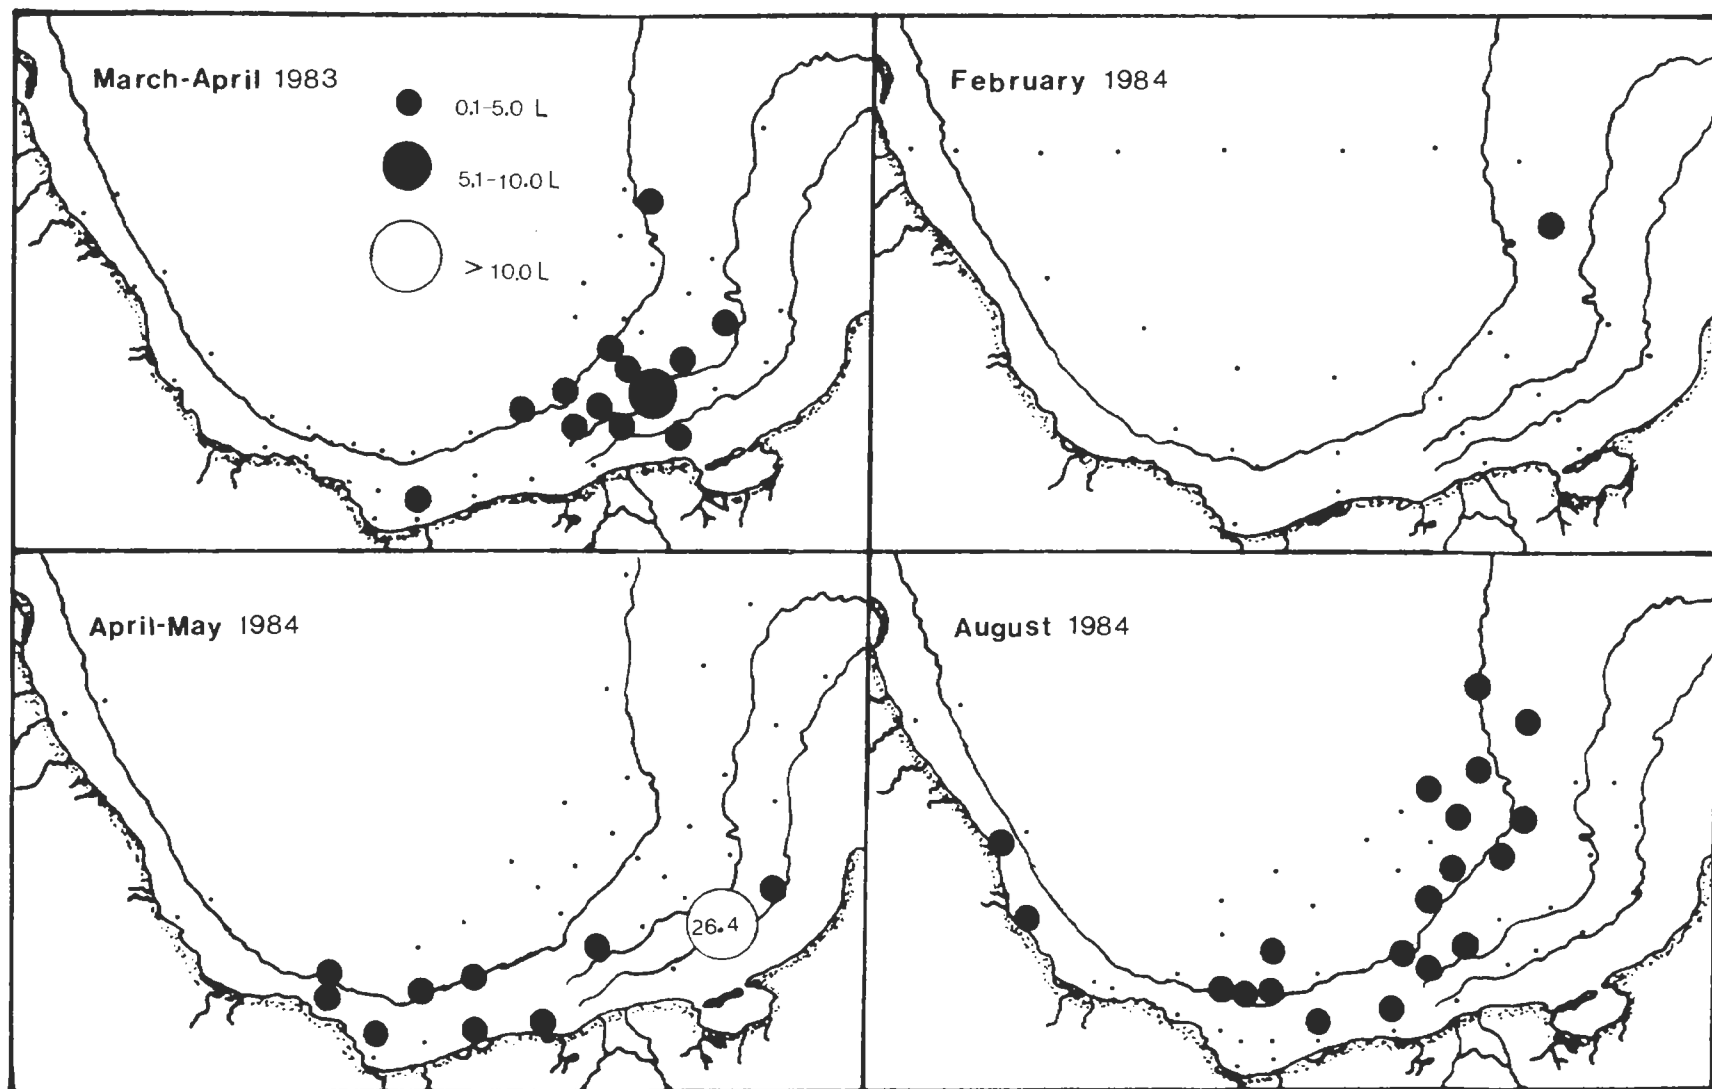 March-April 1983
0.1-5.0 L
5.1-10.0 L
> 10.0 L
February 1984
April-May 1984
26.4
August 1984